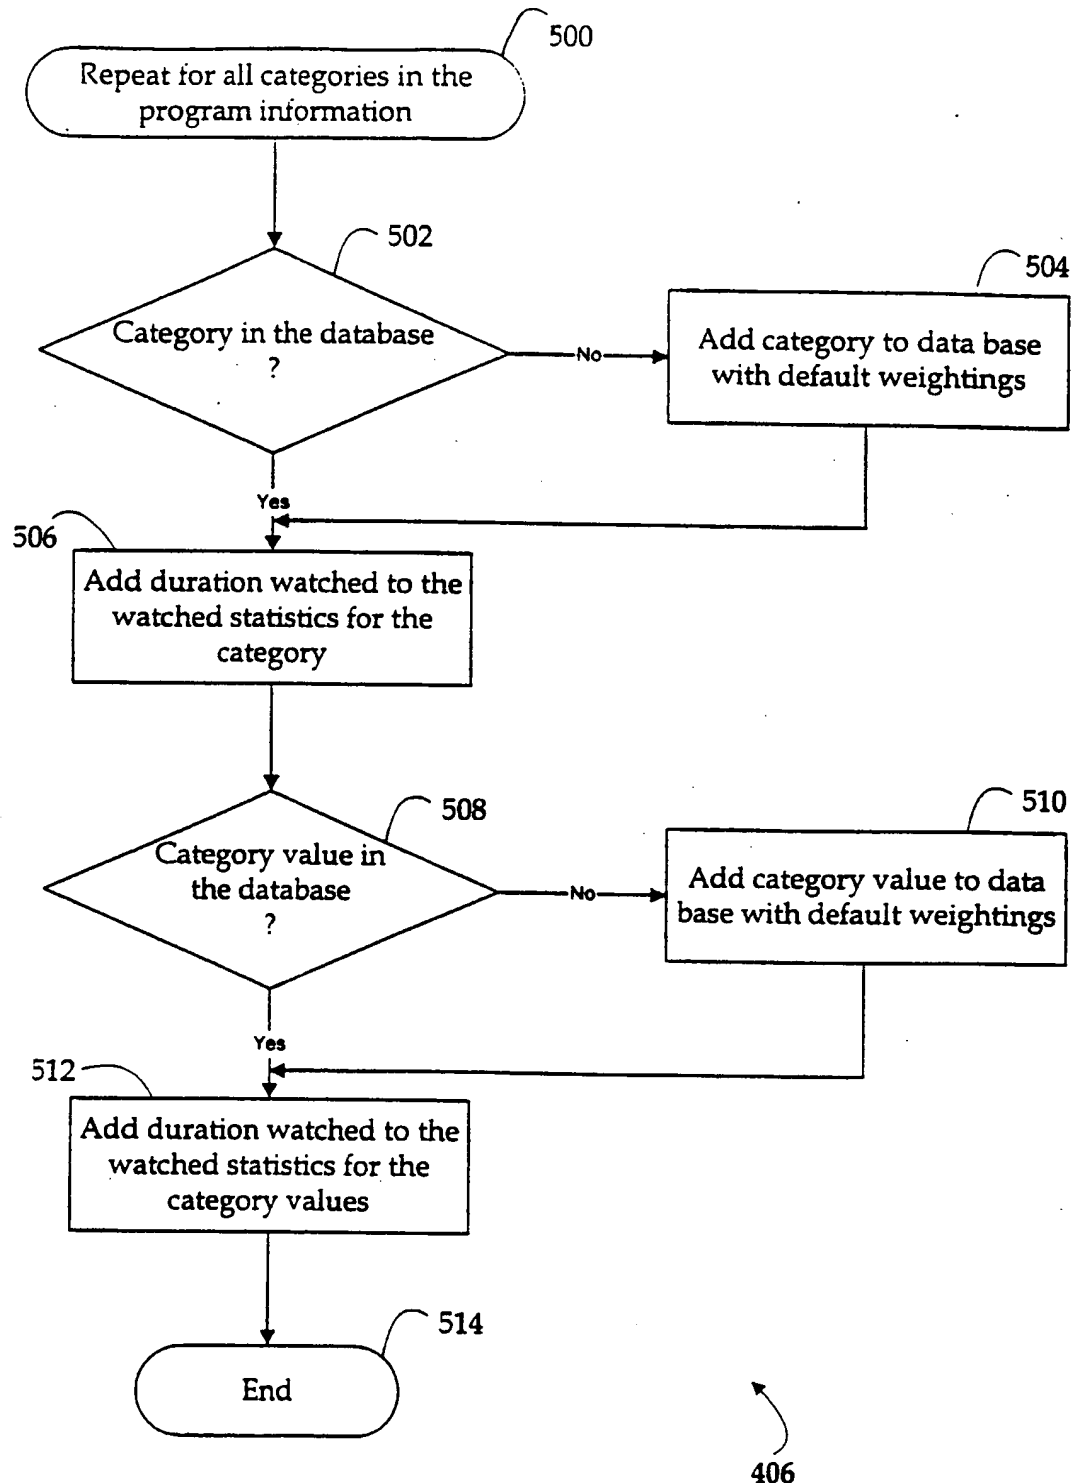 500
Repeat for all categories in the
program information
502
Category in the database
?
No
504
Add category to data base
with default weightings
Yes
506
Add duration watched to the
watched statistics for the
category
508
Category value in
the database
?
No
510
Add category value to data
base with default weightings
Yes
512
Add duration watched to the
watched statistics for the
category values
514
End
406